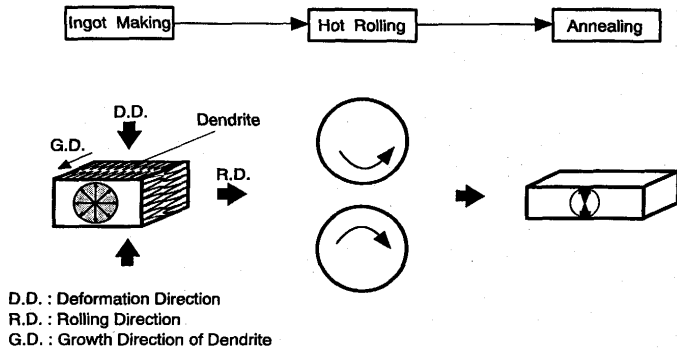 Ingot Making
Hot Rolling
Annealing
D.D.
Dendrite
G.D.
R.D.
D.D. : Deformation Direction
R.D. : Rolling Direction
G.D. : Growth Direction of Dendrite